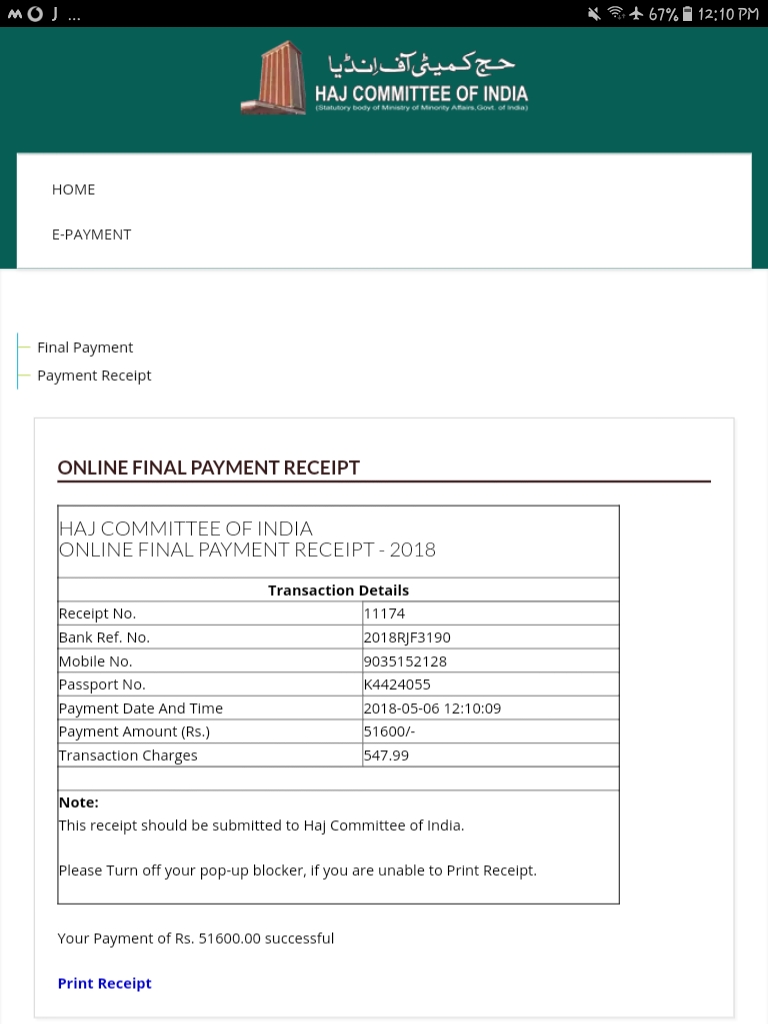 67% 12:10 PM
حج کمیٹی آف انڈیا
HAJ COMMITTEE OF INDIA
(Statutory body of Ministry of Minority Affairs, Govt. of India)
HOME
E-PAYMENT
Final Payment
Payment Receipt
ONLINE FINAL PAYMENT RECEIPT
HAJ COMMITTEE OF INDIA
ONLINE FINAL PAYMENT RECEIPT - 2018
Transaction Details
Receipt No. 11174
Bank Ref. No. 2018RJF3190
Mobile No. 9035152128
Passport No. K4424055
Payment Date And Time 2018-05-06 12:10:09
Payment Amount (Rs.) 51600/-
Transaction Charges 547.99
Note:
This receipt should be submitted to Haj Committee of India.
Please Turn off your pop-up blocker, if you are unable to Print Receipt.
Your Payment of Rs. 51600.00 successful
Print Receipt